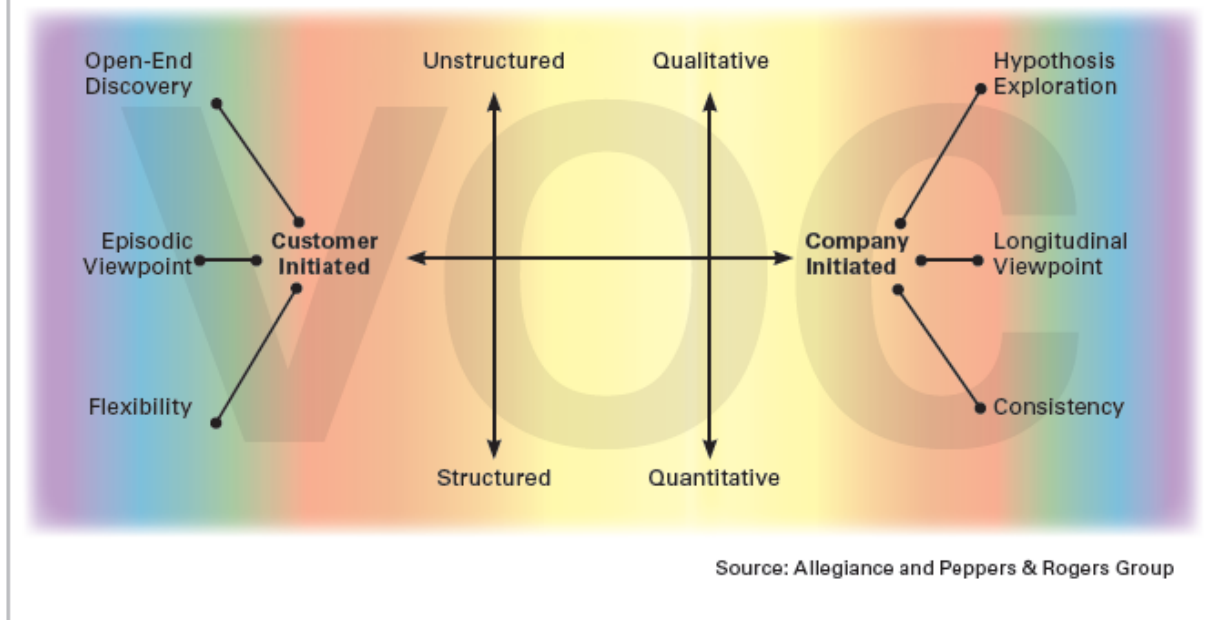 Open-End
Discovery
Unstructured
Qualitative
Hypothosis
Exploration
VOC
Episodic
Viewpoint
Customer
Initiated
Company
Initiated
Longitudinal
Viewpoint
Flexibility
Consistency
Structured
Quantitative
Source: Allegiance and Peppers & Rogers Group